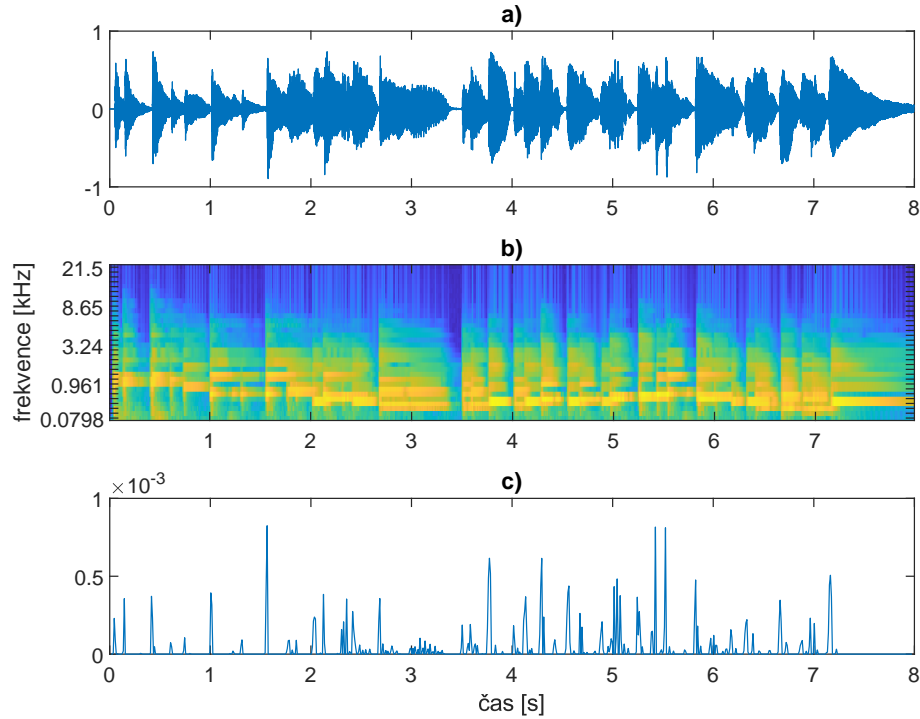 a)
1
0
-1
0 1 2 3 4 5 6 7 8
b)
frekvence [kHz]
21.5
8.65
3.24
0.961
0.0798
1 2 3 4 5 6 7
c)
×10⁻³
1
0.5
0
0 1 2 3 4 5 6 7 8
čas [s]